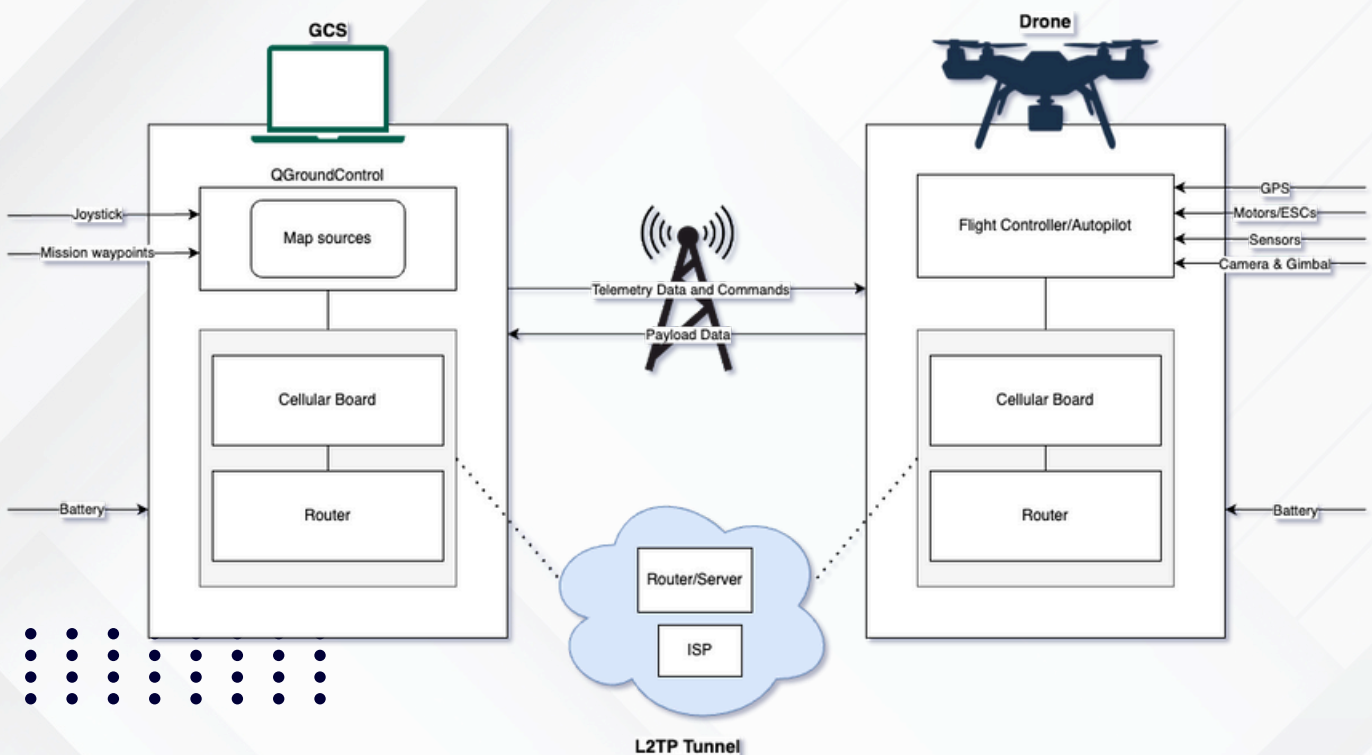 GCS
Drone
QGroundControl
Map sources
Joystick
Mission waypoints
Cellular Board
Router
Battery
Telemetry Data and Commands
Payload Data
Flight Controller/Autopilot
GPS
Motors/ESCs
Sensors
Camera & Gimbal
Cellular Board
Router
Battery
Router/Server
ISP
L2TP Tunnel